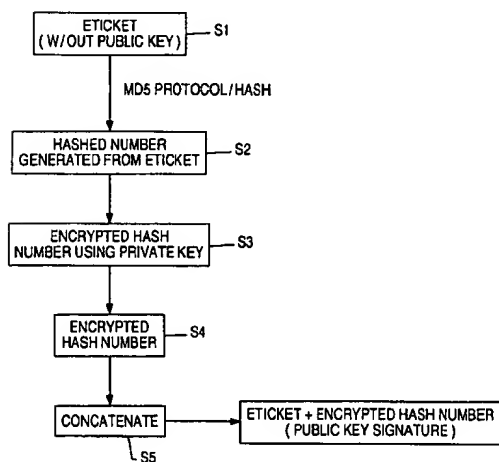 ETICKET
( W/OUT PUBLIC KEY)
S1
MD5 PROTOCOL/HASH
HASHED NUMBER
GENERATED FROM ETICKET
S2
ENCRYPTED HASH
NUMBER USING PRIVATE KEY
S3
ENCRYPTED
HASH NUMBER
S4
CONCATENATE
S5
ETICKET + ENCRYPTED HASH NUMBER
( PUBLIC KEY SIGNATURE )